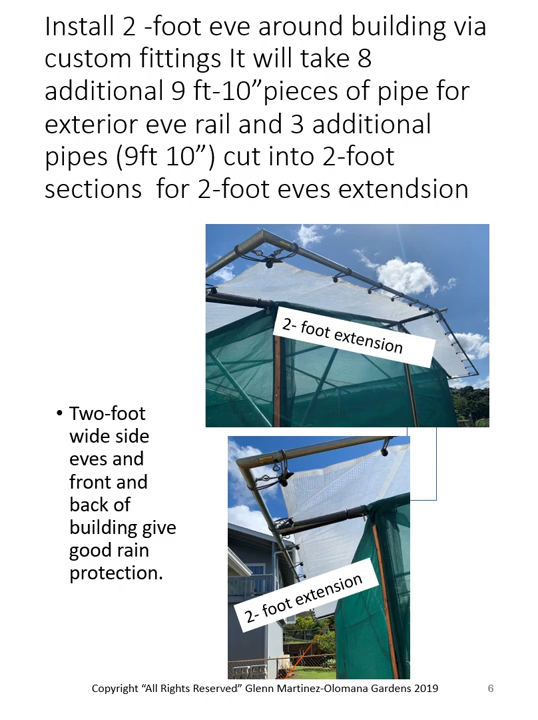 Install 2 -foot eve around building via
custom fittings It will take 8
additional 9 ft-10”pieces of pipe for
exterior eve rail and 3 additional
pipes (9ft 10”) cut into 2-foot
sections  for 2-foot eves extendsion
2- foot extension
• Two-foot
wide side
eves and
front and
back of
building give
good rain
protection.
2- foot extension
Copyright “All Rights Reserved” Glenn Martinez-Olomana Gardens 2019
6